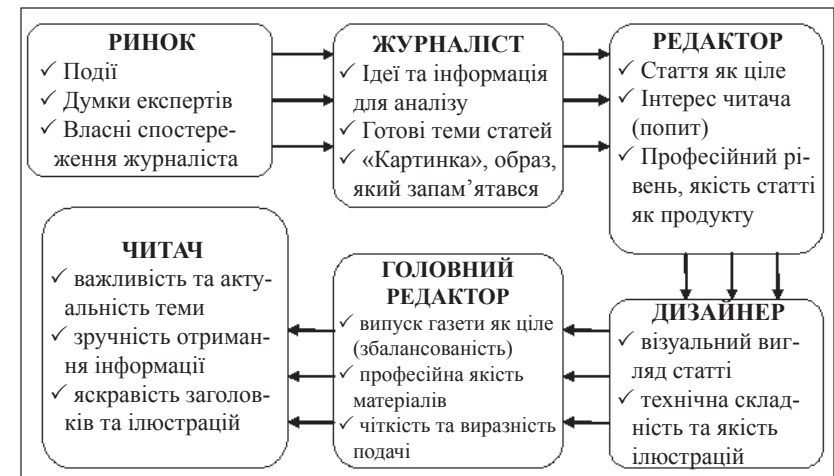 РИНОК
✓ Події
✓ Думки експертів
✓ Власні спостере-
ження журналіста
ЖУРНАЛІСТ
✓ Ідеї та інформація
для аналізу
✓ Готові теми статей
✓ «Картинка», образ,
який запам’ятався
РЕДАКТОР
✓ Стаття як ціле
✓ Інтерес читача
(попит)
✓ Професійний рі-
вень, якість статті
як продукту
ДИЗАЙНЕР
✓ візуальний виг-
ляд статті
✓ технічна склад-
ність та якість
ілюстрацій
ГОЛОВНИЙ
РЕДАКТОР
✓ випуск газети як ціле
(збалансованість)
✓ професійна якість
матеріалів
✓ чіткість та виразність
подачі
ЧИТАЧ
✓ важливість та акту-
альність теми
✓ зручність отриман-
ня інформації
✓ яскравість заголов-
ків та ілюстрацій